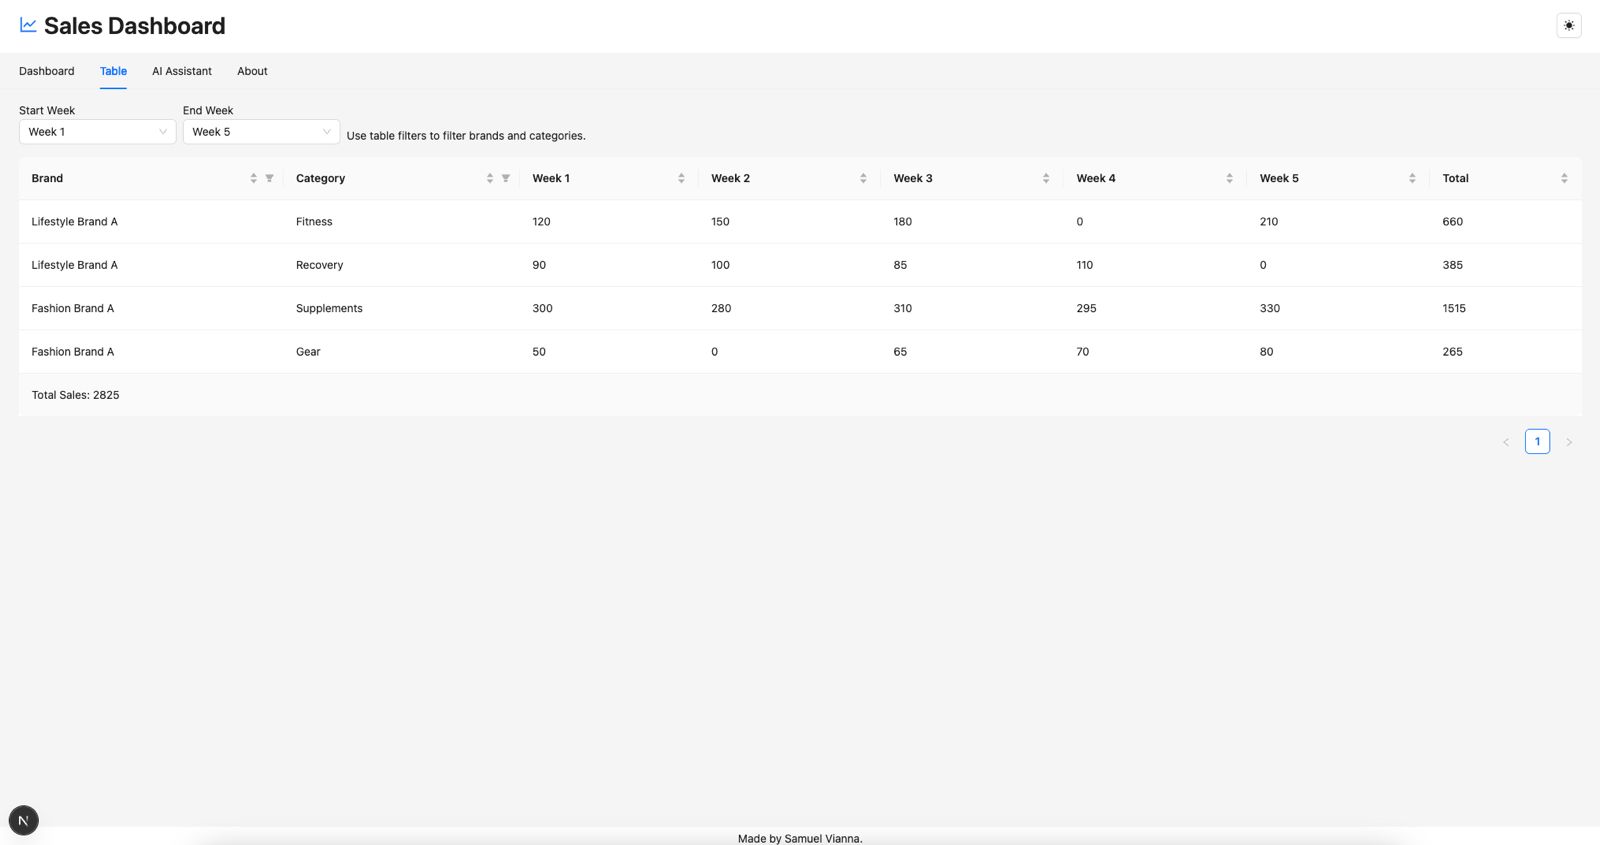 Sales Dashboard
Dashboard Table AI Assistant About
Start Week End Week
Week 1 Week 5 Use table filters to filter brands and categories.
Brand Category Week 1 Week 2 Week 3 Week 4 Week 5 Total
Lifestyle Brand A Fitness 120 150 180 0 210 660
Lifestyle Brand A Recovery 90 100 85 110 0 385
Fashion Brand A Supplements 300 280 310 295 330 1515
Fashion Brand A Gear 50 0 65 70 80 265
Total Sales: 2825
1
N
Made by Samuel Vianna.